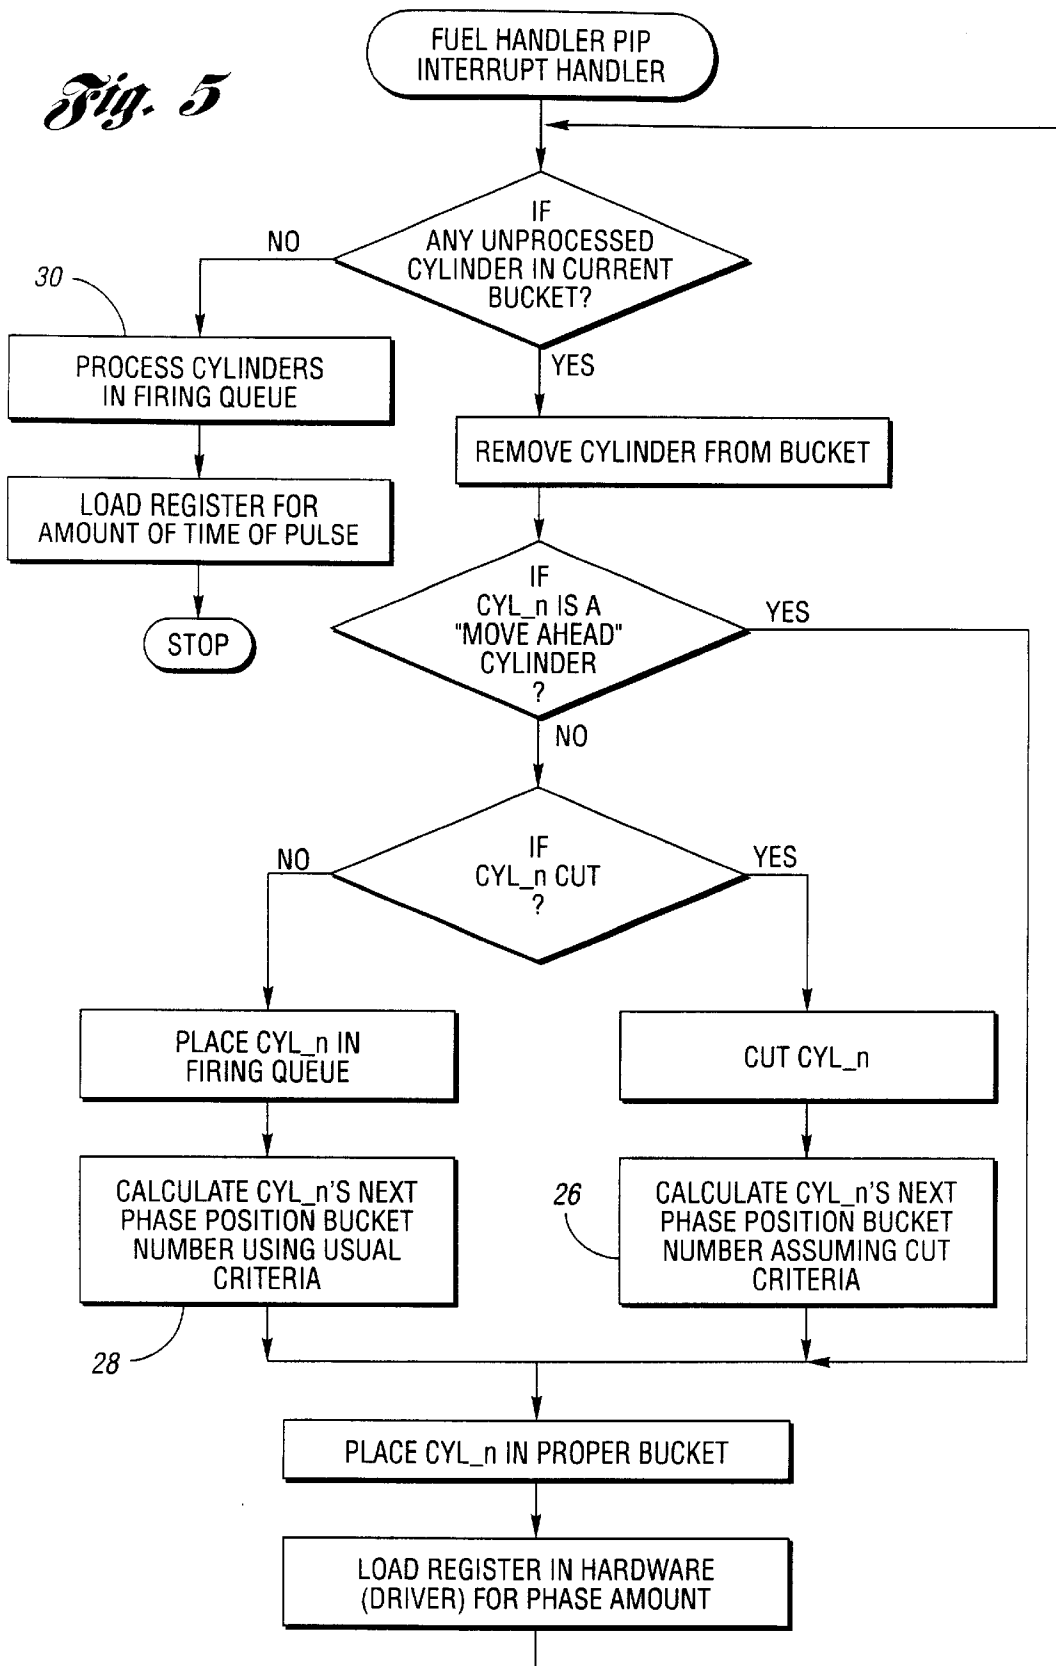 Fig. 5
FUEL HANDLER PIP
INTERRUPT HANDLER
IF
ANY UNPROCESSED
CYLINDER IN CURRENT
BUCKET?
NO
YES
30
PROCESS CYLINDERS
IN FIRING QUEUE
LOAD REGISTER FOR
AMOUNT OF TIME OF PULSE
STOP
REMOVE CYLINDER FROM BUCKET
IF
CYL_n IS A
"MOVE AHEAD"
CYLINDER
?
YES
NO
IF
CYL_n CUT
?
NO
YES
PLACE CYL_n IN
FIRING QUEUE
CUT CYL_n
CALCULATE CYL_n'S NEXT
PHASE POSITION BUCKET
NUMBER USING USUAL
CRITERIA
28
26
CALCULATE CYL_n'S NEXT
PHASE POSITION BUCKET
NUMBER ASSUMING CUT
CRITERIA
PLACE CYL_n IN PROPER BUCKET
LOAD REGISTER IN HARDWARE
(DRIVER) FOR PHASE AMOUNT